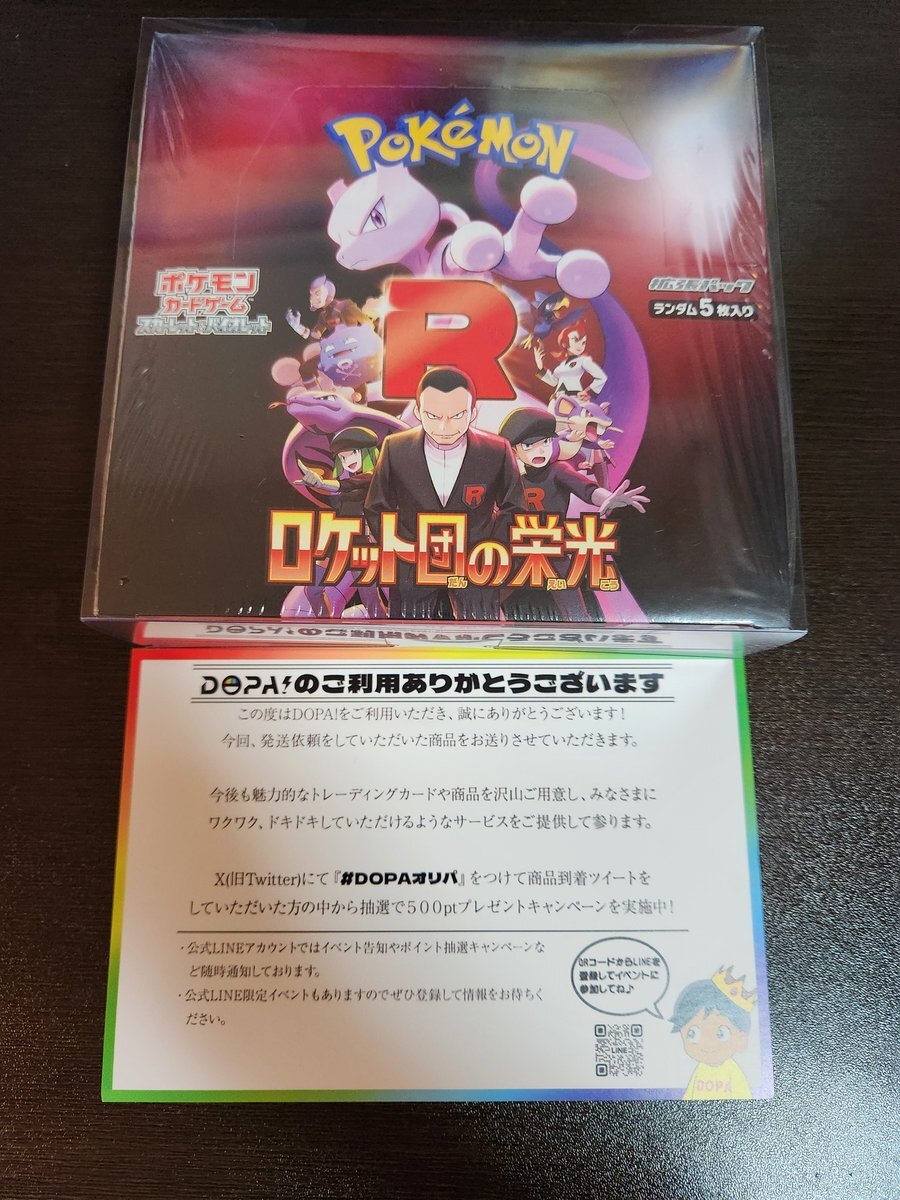 POKéMON
ポケモン
カードゲーム
スカーレット&バイオレット
拡張パック
ランダム5枚入り
R
R
R
ロケット団の栄光
だん
えい
こう
DOPA!のご利用ありがとうございます
この度はDOPA!をご利用いただき、誠にありがとうございます!
今回、発送依頼をしていただいた商品をお送りさせていただきます。
今後も魅力的なトレーディングカードや商品を沢山ご用意し、みなさまに
ワクワク、ドキドキしていただけるようなサービスをご提供して参ります。
X(旧Twitter)にて『#DOPAオリパ』をつけて商品到着ツイートを
していただいた方の中から抽選で500ptプレゼントキャンペーンを実施中!
・公式LINEアカウントではイベント告知やポイント抽選キャンペーンな
ど随時通知しております。
・公式LINE限定イベントもありますのでぜひ登録して情報をお待ちく
ださい。
QRコードからLINEを
登録してイベントに
参加してね♪
LINE
DOPA